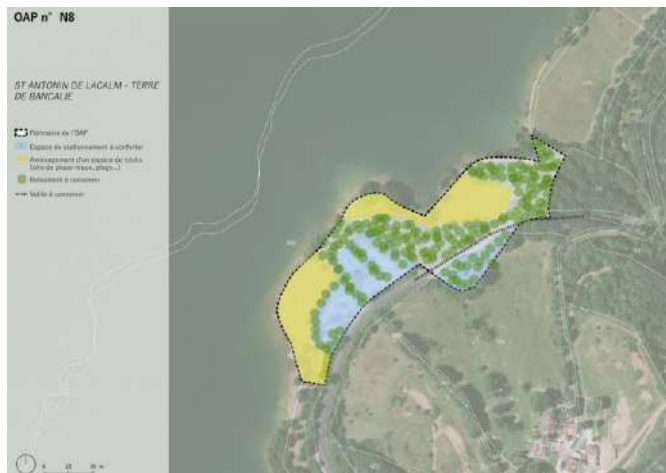 OAP n° N8
ST ANTONIN DE LACALM - TERRE
DE BANCALIE
Périmètre de l'OAP
Espace de stationnement à conforter
Aménagement d'un espace de loisirs
(aire de pique nique, plage...)
Boisement à conserver
à conserver
0